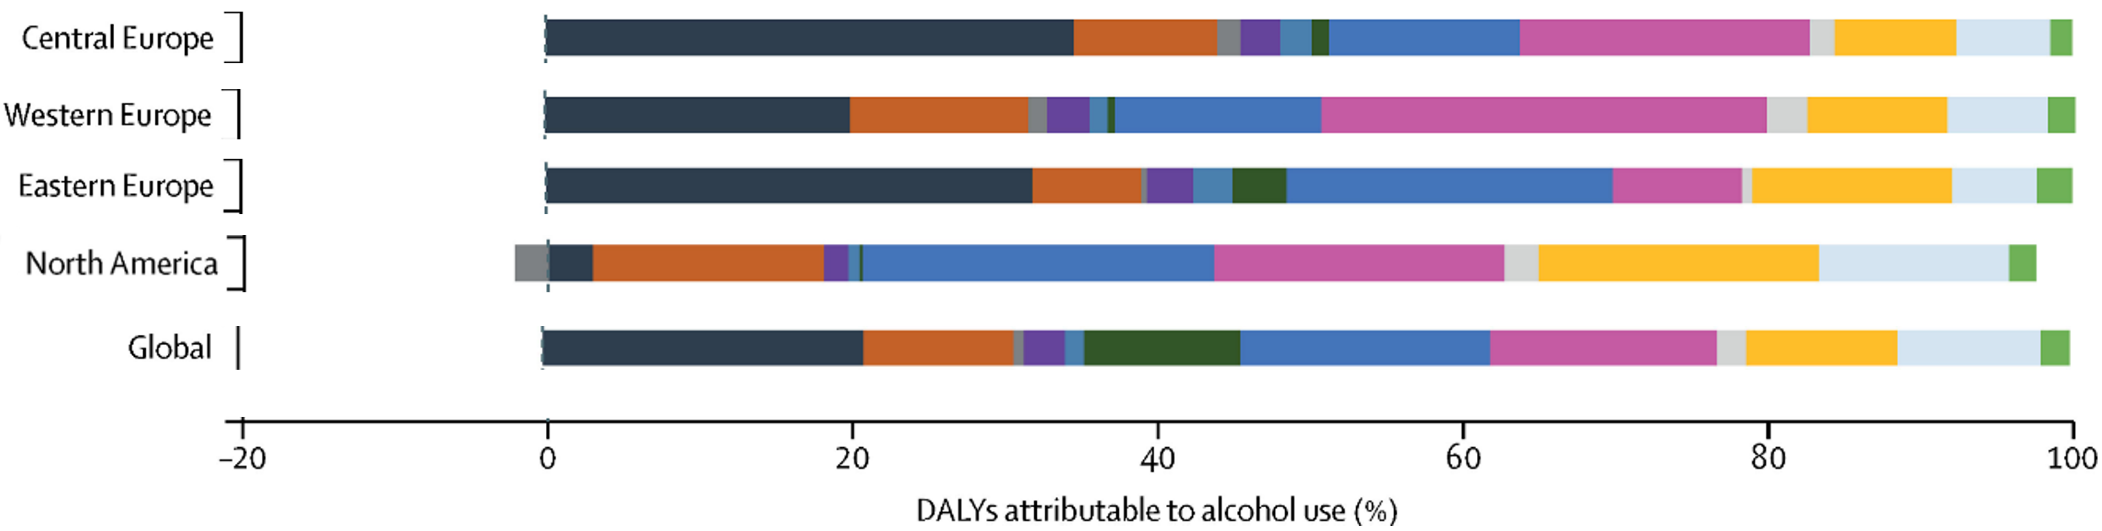 Central Europe
Western Europe
Eastern Europe
North America
Global
–20 0 20 40 60 80 100
DALYs attributable to alcohol use (%)